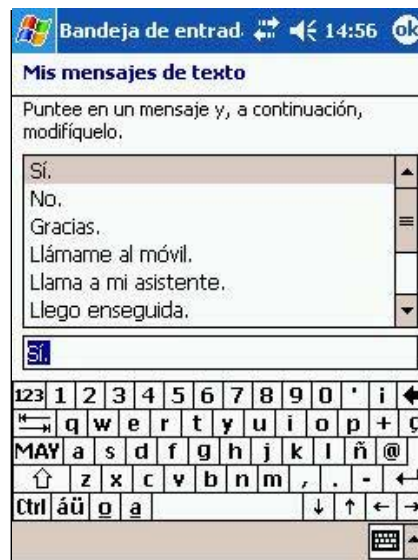 Bandeja de entrad. 14:56 ok
Mis mensajes de texto
Puntee en un mensaje y, a continuación,
modifíquelo.
Sí.
No.
Gracias.
Llámame al móvil.
Llama a mi asistente.
Llego enseguida.
Sí.
123 1 2 3 4 5 6 7 8 9 0 ' ¡
q w e r t y u i o p + ç
MAY a s d f g h j k l ñ @
z x c v b n m , . -
Ctrl áü o a